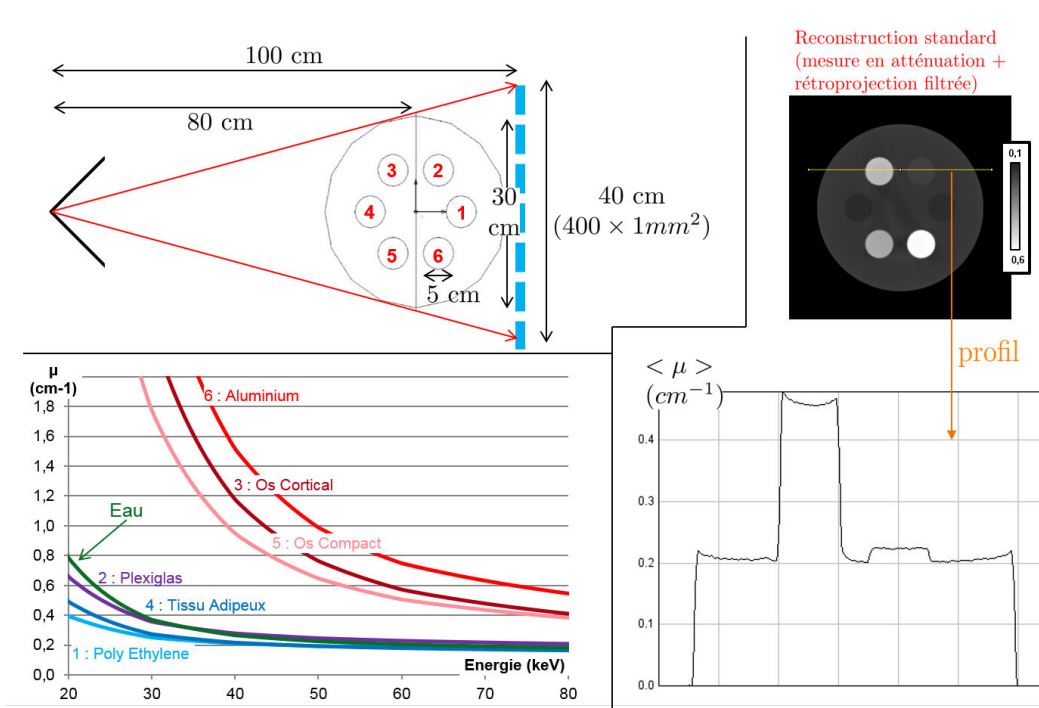 100 cm
80 cm
3
2
4
1
5
6
30
cm
5 cm
40 cm
(400 × 1mm²)
Reconstruction standard
(mesure en atténuation +
rétroprojection filtrée)
0,1
0,6
profil
µ
(cm-1)
1,8
1,6
1,4
1,2
1,0
0,8
0,6
0,4
0,2
0,0
20
30
40
50
60
70
80
Energie (keV)
6 : Aluminium
3 : Os Cortical
5 : Os Compact
Eau
2 : Plexiglas
4 : Tissu Adipeux
1 : Poly Ethylene
< µ >
(cm⁻¹)
0.4
0.3
0.2
0.1
0.0